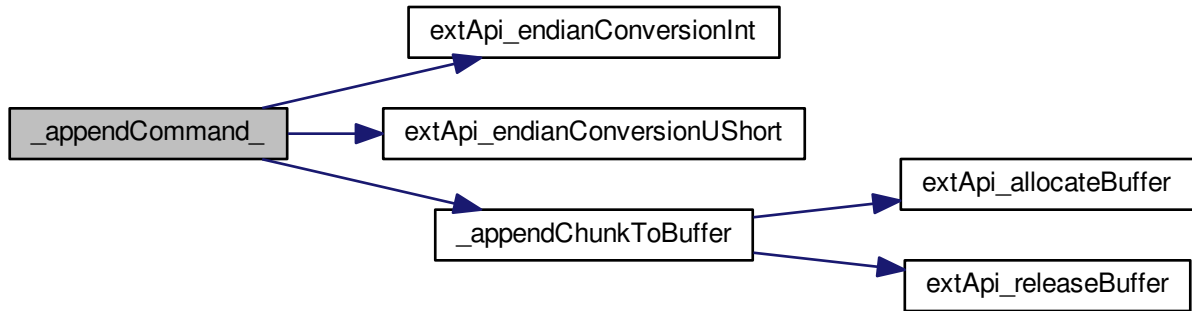 extApi_endianConversionInt
_appendCommand_
extApi_endianConversionUShort
extApi_allocateBuffer
_appendChunkToBuffer
extApi_releaseBuffer